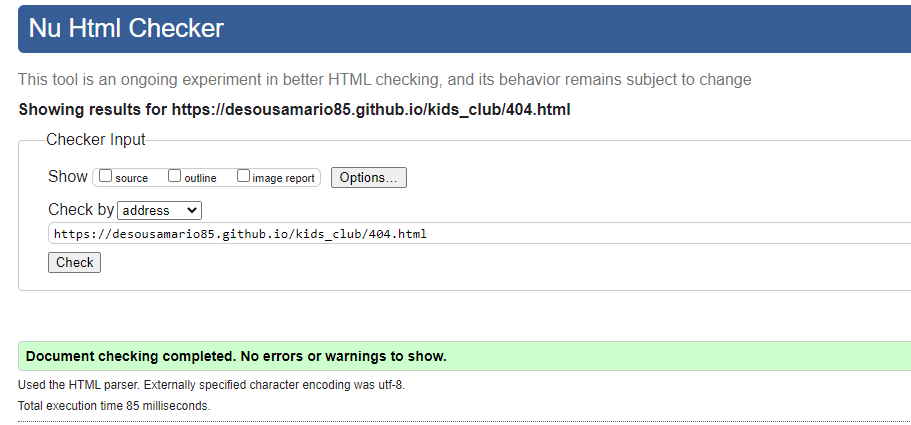 Nu Html Checker
This tool is an ongoing experiment in better HTML checking, and its behavior remains subject to change
Showing results for https://desousamario85.github.io/kids_club/404.html
Checker Input
Show source outline image report Options...
Check by address
https://desousamario85.github.io/kids_club/404.html
Check
Document checking completed. No errors or warnings to show.
Used the HTML parser. Externally specified character encoding was utf-8.
Total execution time 85 milliseconds.